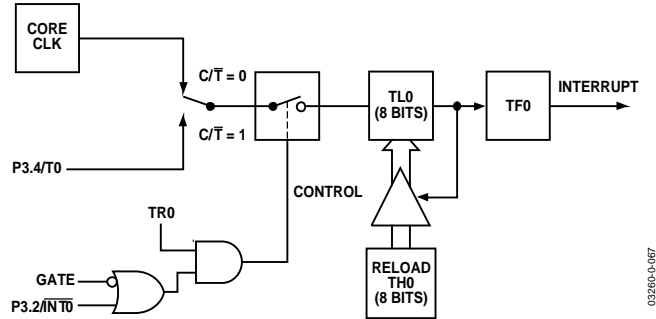 CORE
CLK
C/T̅ = 0
C/T̅ = 1
P3.4/T0
TL0
(8 BITS)
TF0
INTERRUPT
CONTROL
TR0
GATE
P3.2/I̅N̅T̅0̅
RELOAD
TH0
(8 BITS)
03260-0-067